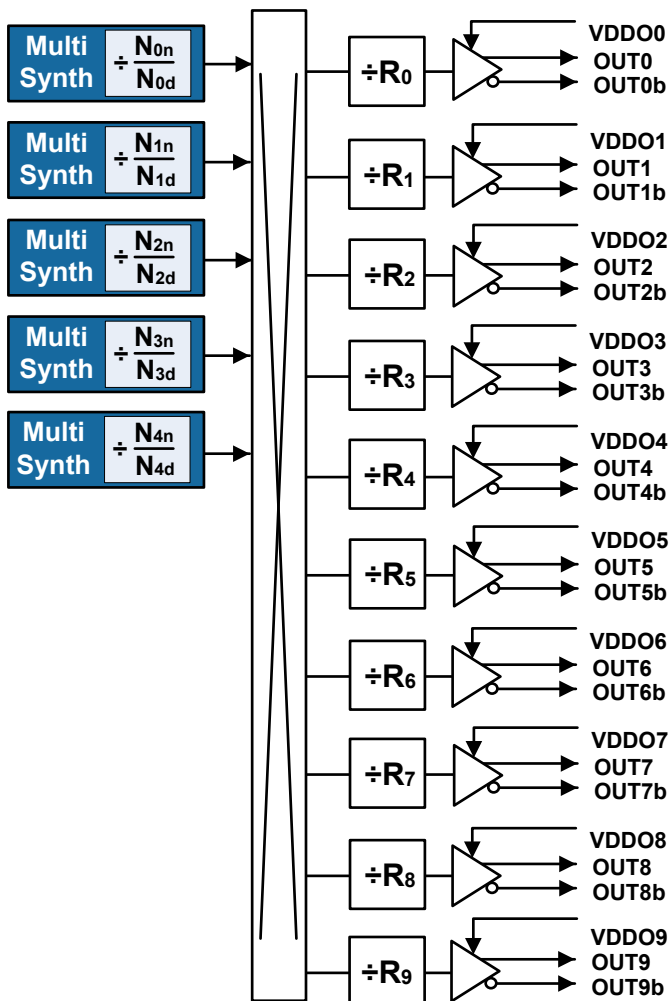 Multi
Synth
÷ N0n
N0d
Multi
Synth
÷ N1n
N1d
Multi
Synth
÷ N2n
N2d
Multi
Synth
÷ N3n
N3d
Multi
Synth
÷ N4n
N4d
÷R0
VDDO0
OUT0
OUT0b
÷R1
VDDO1
OUT1
OUT1b
÷R2
VDDO2
OUT2
OUT2b
÷R3
VDDO3
OUT3
OUT3b
÷R4
VDDO4
OUT4
OUT4b
÷R5
VDDO5
OUT5
OUT5b
÷R6
VDDO6
OUT6
OUT6b
÷R7
VDDO7
OUT7
OUT7b
÷R8
VDDO8
OUT8
OUT8b
÷R9
VDDO9
OUT9
OUT9b